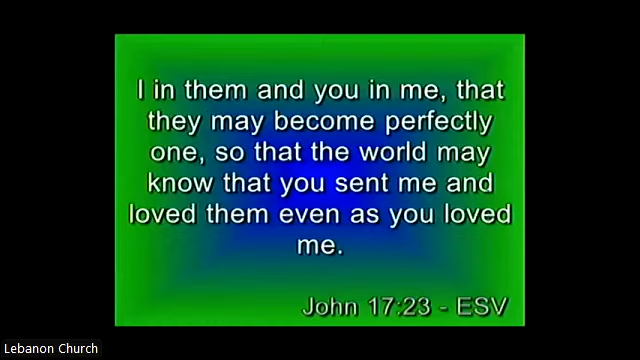 I in them and you in me, that
they may become perfectly
one, so that the world may
know that you sent me and
loved them even as you loved
me.
John 17:23 - ESV
Lebanon Church